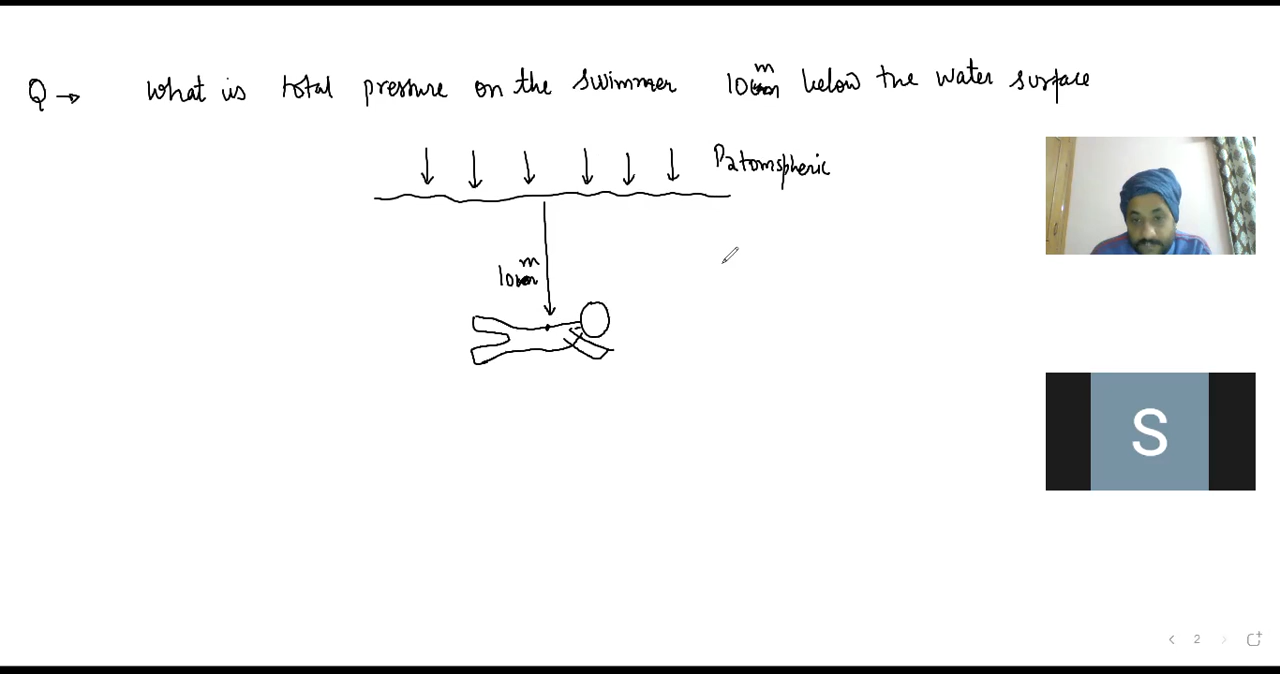 Q → What is total pressure on the swimmer 10m below the water surface
Patomspheric
10m
S
2